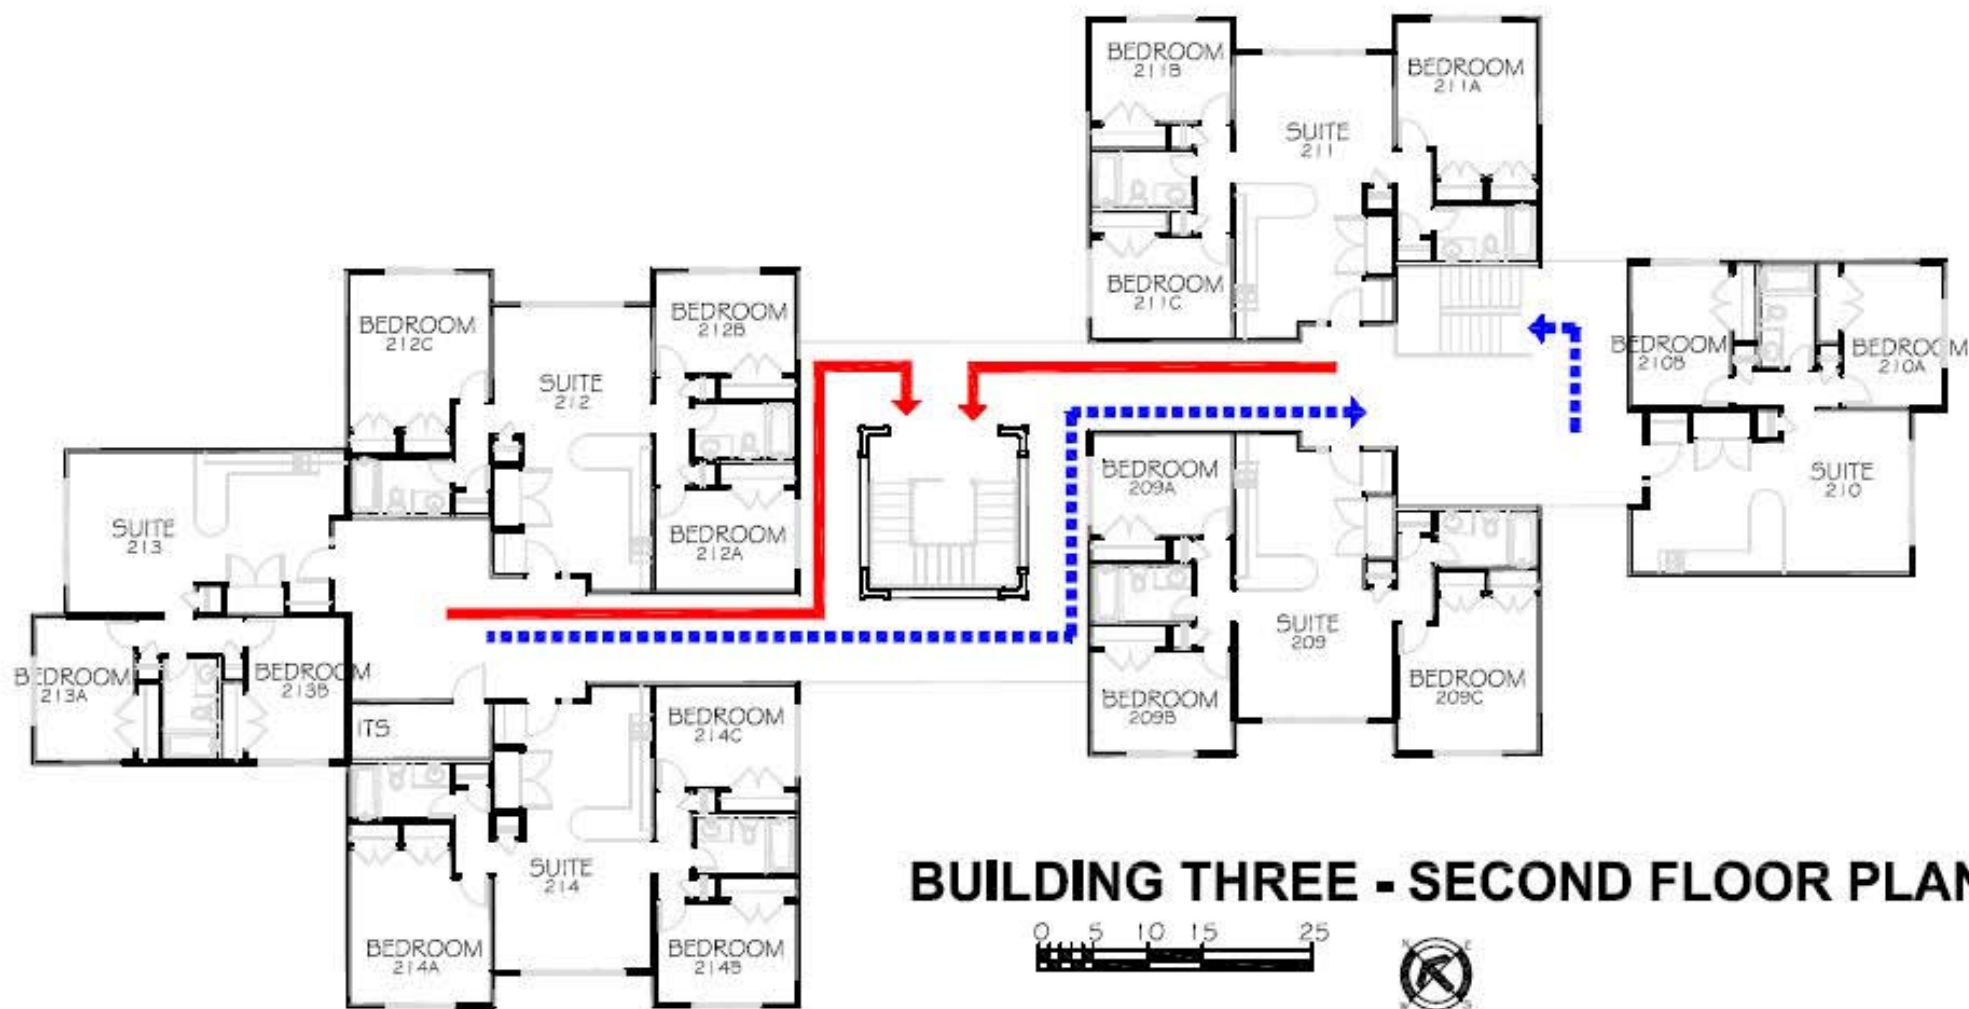 BEDROOM
211B
BEDROOM
211A
SUITE
211
BEDROOM
211C
BEDROOM
212C
BEDROOM
212B
SUITE
212
BEDROOM
212A
BEDROOM
210B
BEDROOM
210A
SUITE
210
BEDROOM
209A
SUITE
209
BEDROOM
209B
BEDROOM
209C
SUITE
213
BEDROOM
213A
BEDROOM
213B
ITS
BEDROOM
214C
SUITE
214
BEDROOM
214A
BEDROOM
214B
BUILDING THREE - SECOND FLOOR PLAN
0 5 10 15 25